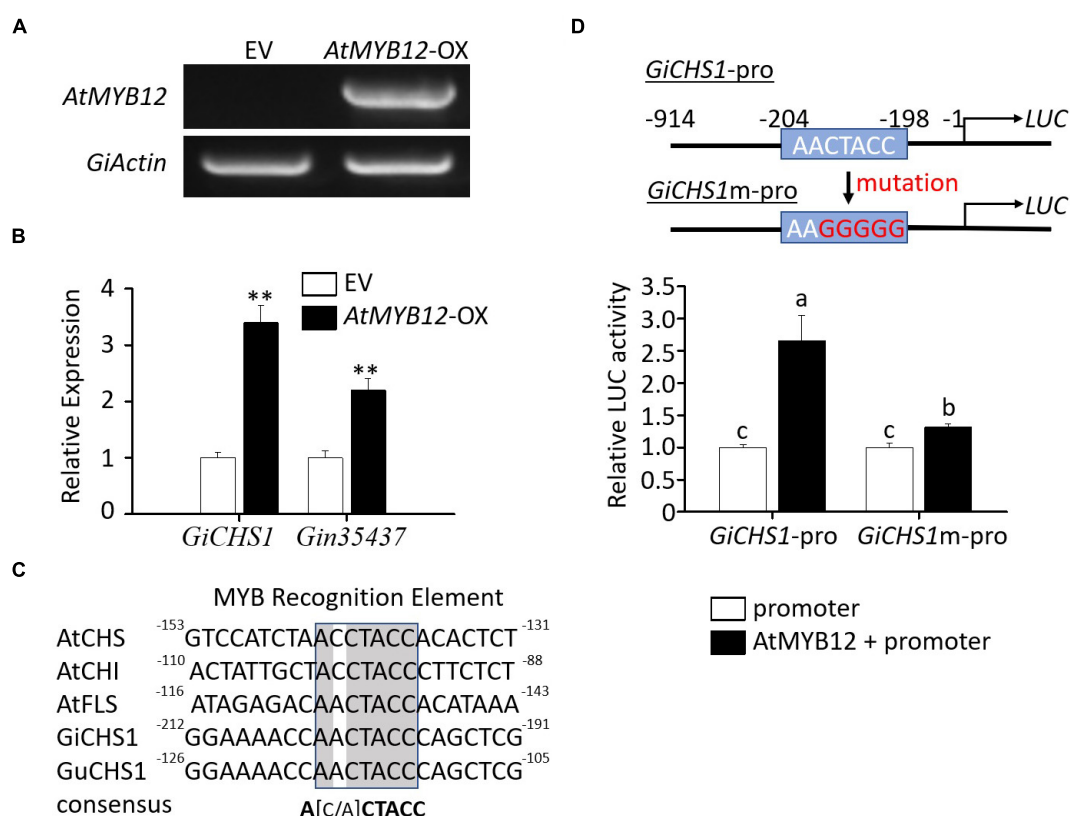 A
EV AtMYB12-OX
AtMYB12
GiActin
B
EV
AtMYB12-OX
Relative Expression
4
3
2
1
0
**
**
GiCHS1 Gin35437
C
MYB Recognition Element
AtCHS -153 GTCCATCTAACCTACCACACTCT -131
AtCHI -110 ACTATTGCTACCTACCCTTCTCT -88
AtFLS -116 ATAGAGACAACTACCACATAAA -143
GiCHS1 -212 GGAAAACCAACTACCCAGCTCG -191
GuCHS1 -126 GGAAAACCAACTACCCAGCTCG -105
consensus A[C/A]CTACC
D
GiCHS1-pro
-914 -204 -198 -1 LUC
AACTACC
mutation
GiCHS1m-pro
LUC
AAGGGGG
Relative LUC activity
3.5
3.0
2.5
2.0
1.5
1.0
0.5
0
c a c b
GiCHS1-pro GiCHS1m-pro
promoter
AtMYB12 + promoter